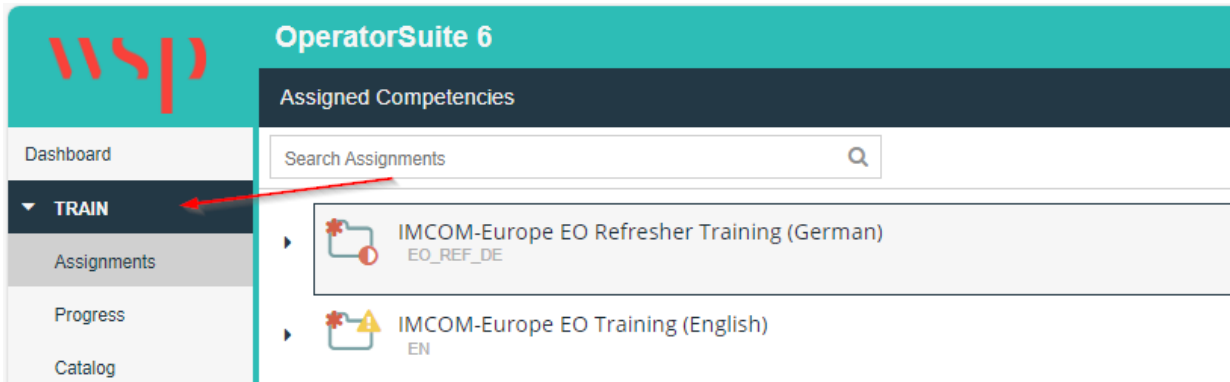 wsp
OperatorSuite 6
Assigned Competencies
Dashboard
Search Assignments
TRAIN
IMCOM-Europe EO Refresher Training (German)
EO_REF_DE
Assignments
Progress
IMCOM-Europe EO Training (English)
EN
Catalog